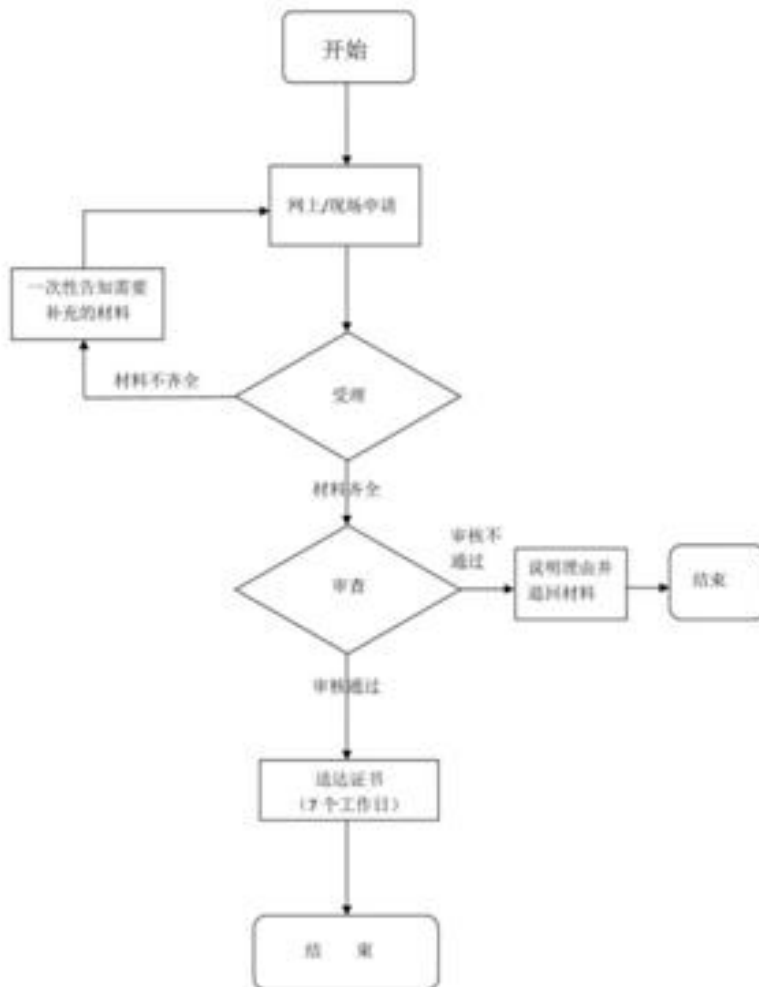 开始
网上/现场申请
一次性告知需要
补充的材料
材料不齐全
受理
材料齐全
审核不
通过
审查
说明理由并
退回材料
结束
审核通过
送达证书
（7个工作日）
结 束